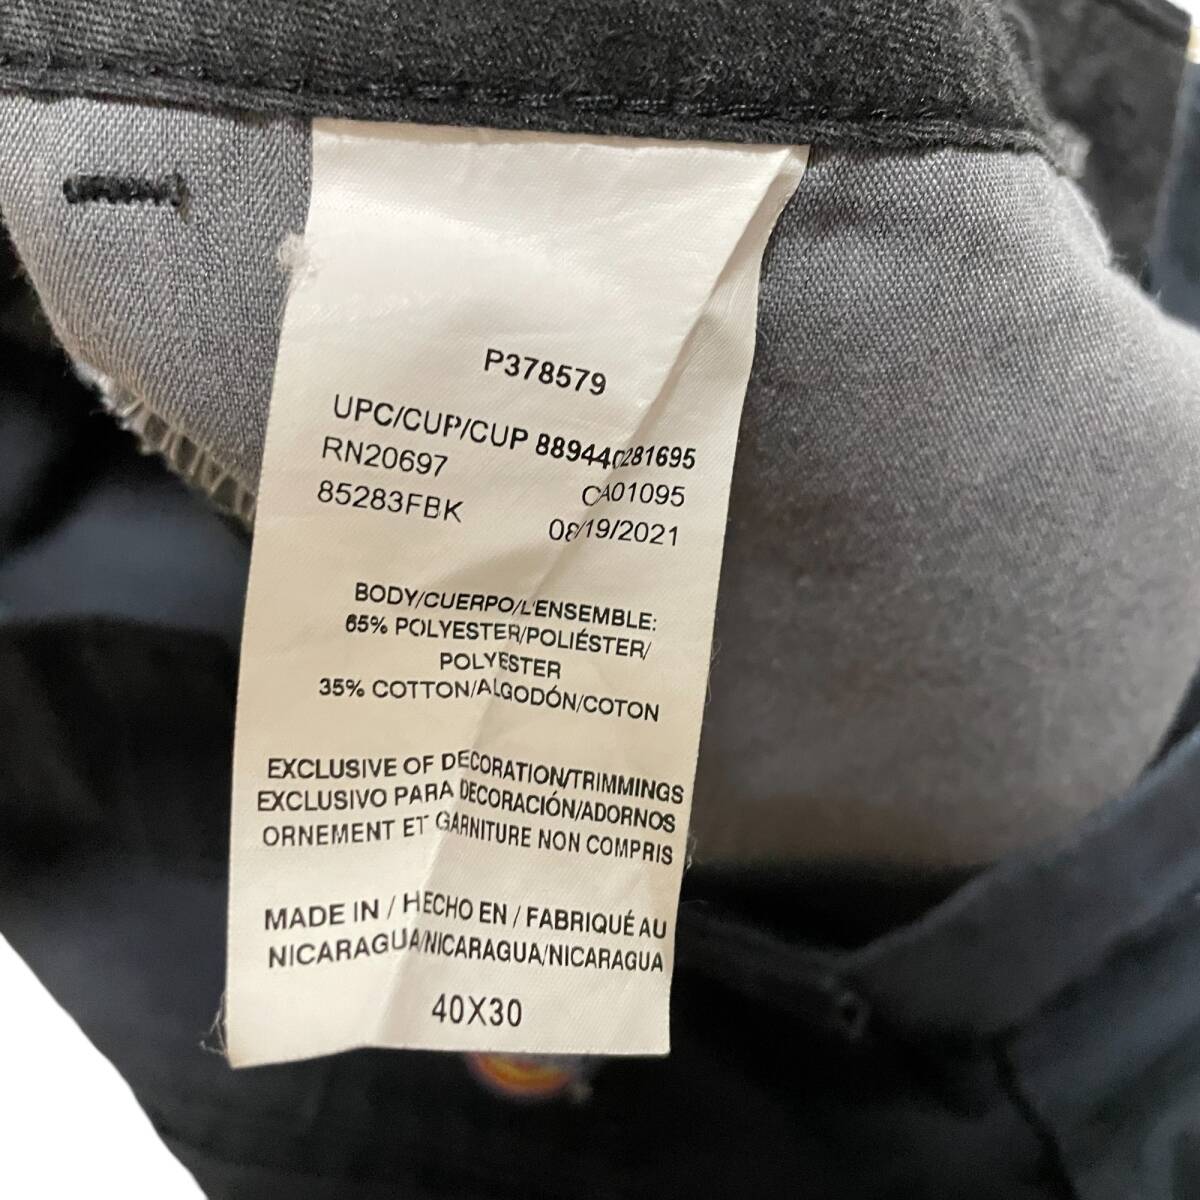 P378579
UPC/CUP/CUP 889440281695
RN20697 CA01095
85283FBK 08/19/2021
BODY/CUERPO/L'ENSEMBLE:
65% POLYESTER/POLIÉSTER/
POLYESTER
35% COTTON/ALGODÓN/COTON
EXCLUSIVE OF DECORATION/TRIMMINGS
EXCLUSIVO PARA DECORACIÓN/ADORNOS
ORNEMENT ET GARNITURE NON COMPRIS
MADE IN / HECHO EN / FABRIQUÉ AU
NICARAGUA/NICARAGUA/NICARAGUA
40X30